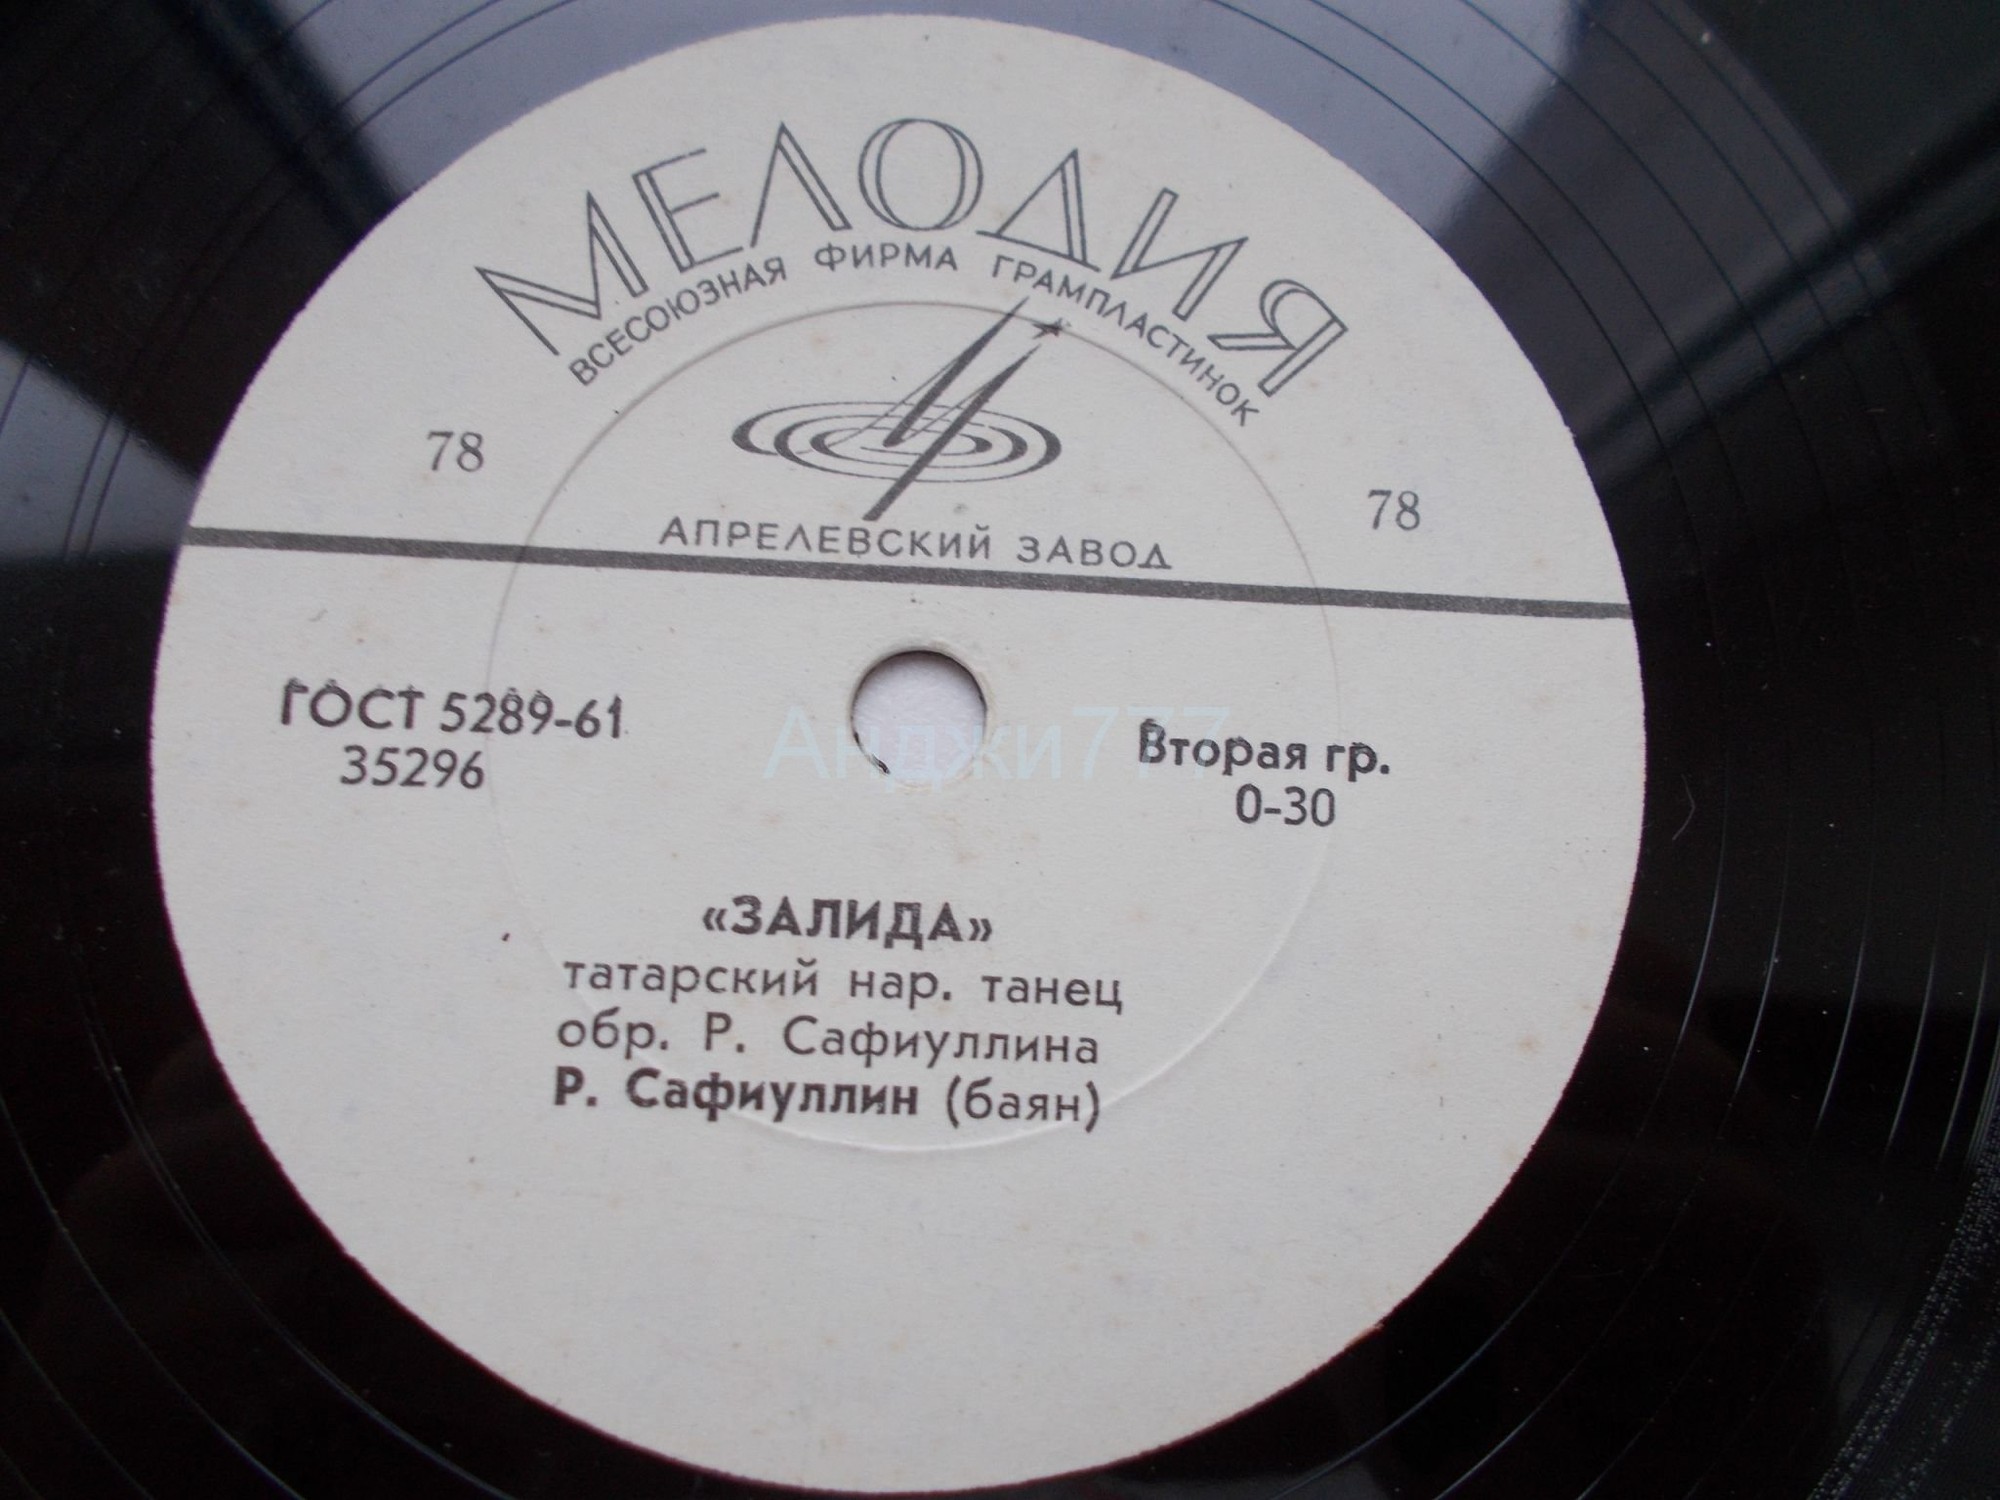 МЕЛОДИЯ
ВСЕСОЮЗНАЯ ФИРМА ГРАМПЛАСТИНОК
78
78
АПРЕЛЕВСКИЙ ЗАВОД
ГОСТ 5289-61
35296
Вторая гр.
0-30
Анджи777
«ЗАЛИДА»
татарский нар. танец
обр. Р. Сафиуллина
Р. Сафиуллин (баян)